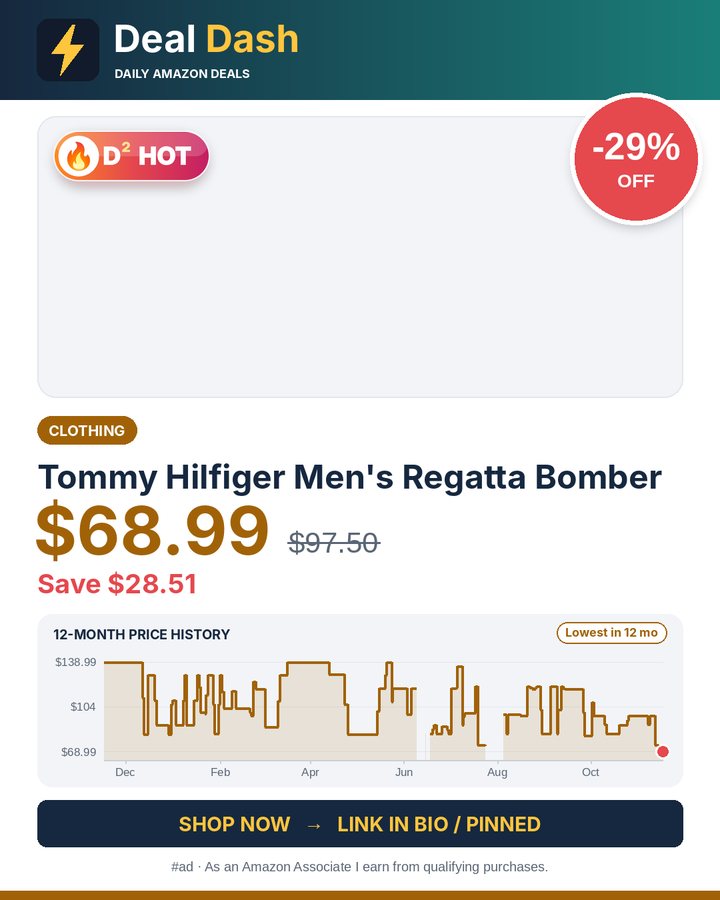 Deal Dash
DAILY AMAZON DEALS
D² HOT
-29%
OFF
CLOTHING
Tommy Hilfiger Men's Regatta Bomber
$68.99 $97.50
Save $28.51
12-MONTH PRICE HISTORY
Lowest in 12 mo
$138.99
$104
$68.99
Dec Feb Apr Jun Aug Oct
SHOP NOW → LINK IN BIO / PINNED
#ad · As an Amazon Associate I earn from qualifying purchases.